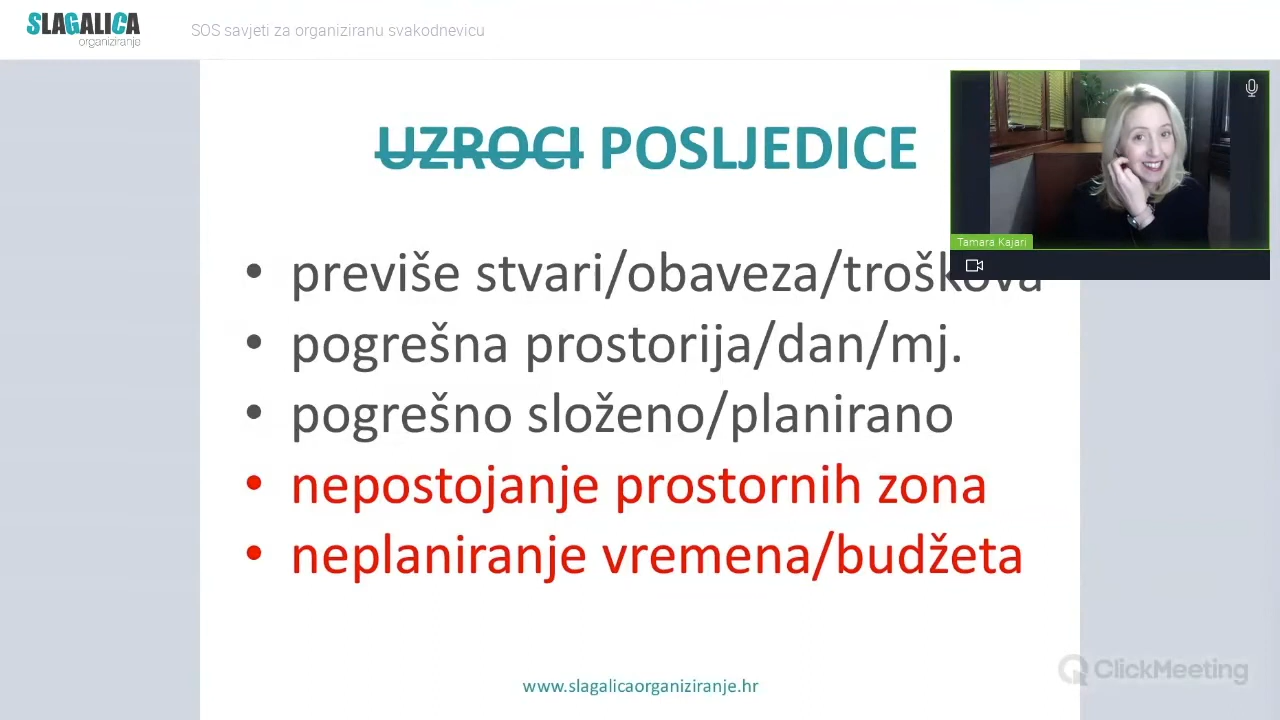 SLAGALICA
organiziranje
SOS savjeti za organiziranu svakodnevicu
UZROCI POSLJEDICE
Tamara Kajari
• previše stvari/obaveza/troškova
• pogrešna prostorija/dan/mj.
• pogrešno složeno/planirano
• nepostojanje prostornih zona
• neplaniranje vremena/budžeta
ClickMeeting
www.slagalicaorganiziranje.hr